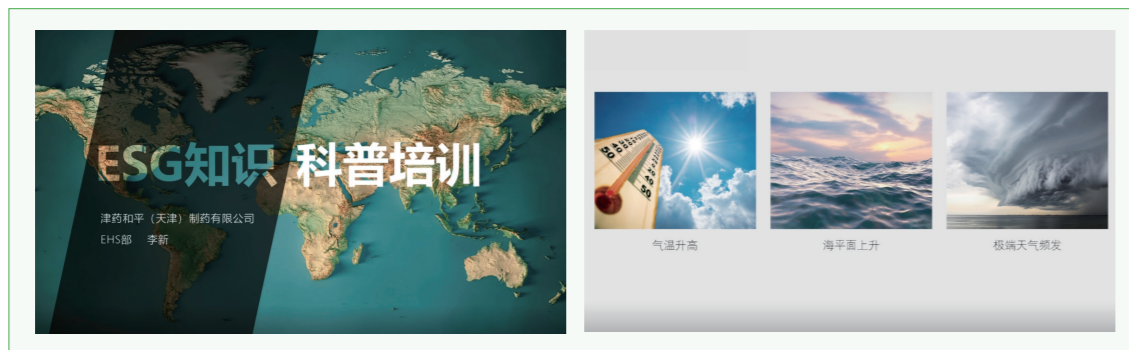 ESG知识 科普培训
津药和平（天津）制药有限公司
EHS部 李新
气温升高
海平面上升
极端天气频发